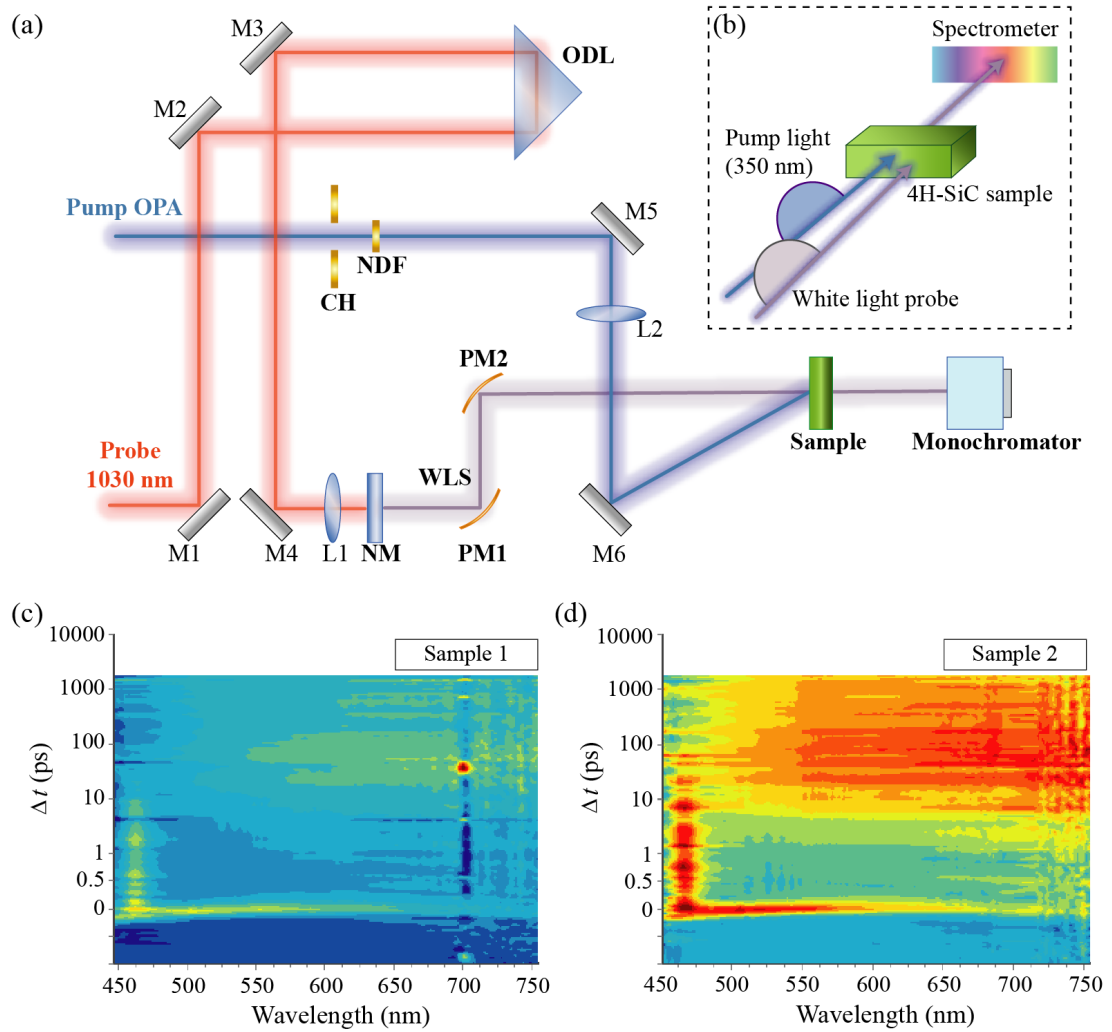 (a)
M3
ODL
M2
Pump OPA
CH
NDF
M5
L2
PM2
Probe
1030 nm
WLS
Sample
Monochromator
M1
M4
L1
NM
PM1
M6
(b)
Spectrometer
Pump light
(350 nm)
4H-SiC sample
White light probe
(c)
Sample 1
Δ t (ps)
10000
1000
100
10
1
0.5
0
450 500 550 600 650 700 750
Wavelength (nm)
(d)
Sample 2
Δ t (ps)
10000
1000
100
10
1
0.5
0
450 500 550 600 650 700 750
Wavelength (nm)